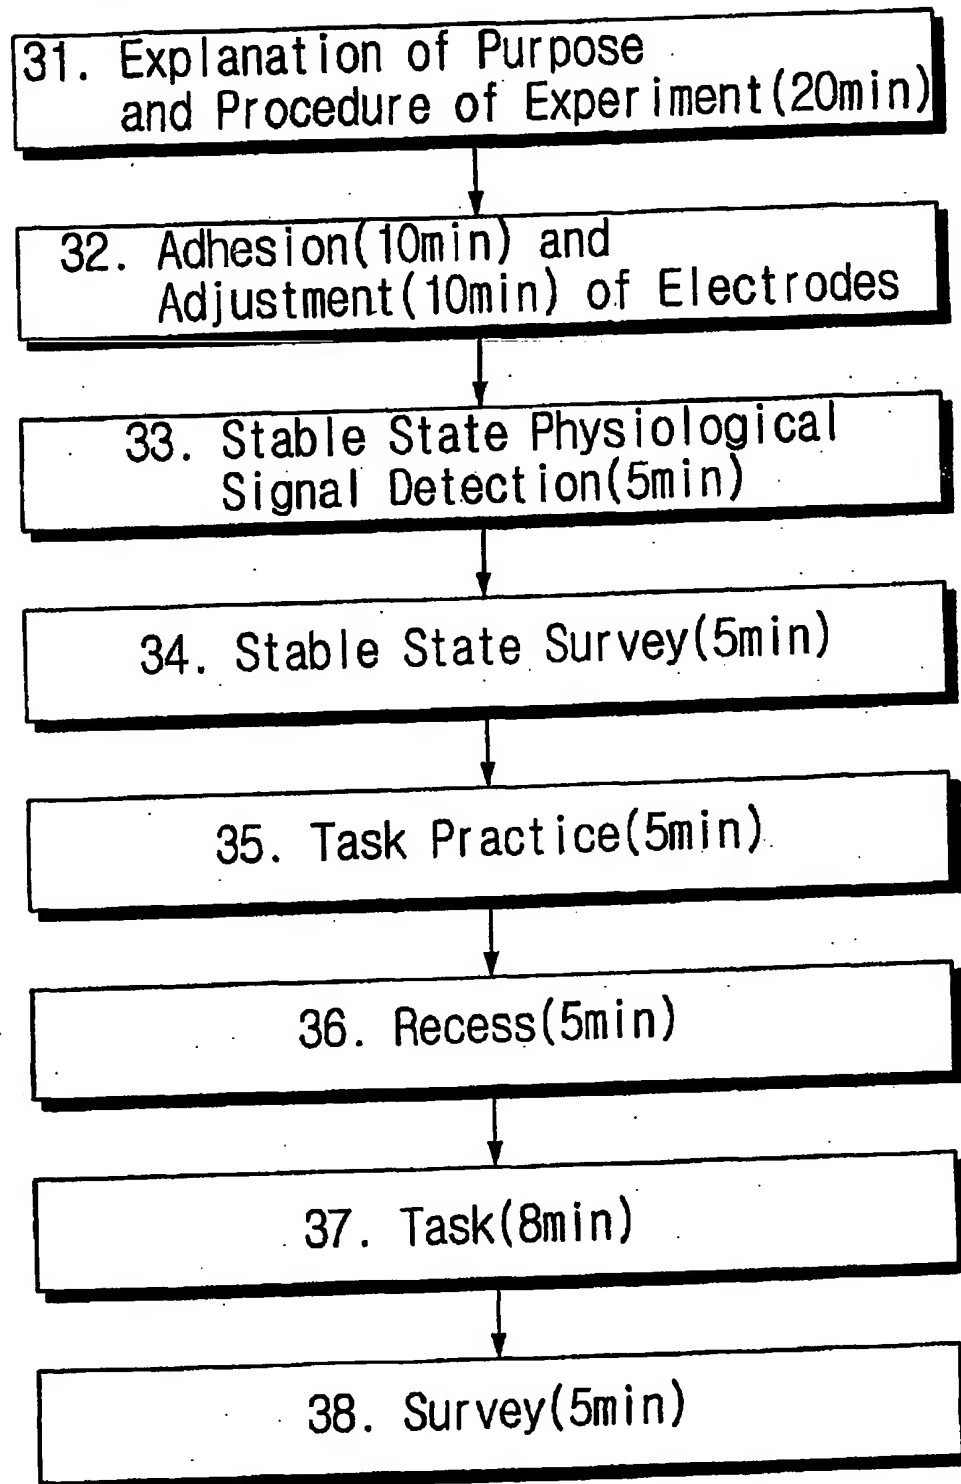 31. Explanation of Purpose
and Procedure of Experiment(20min)
32. Adhesion(10min) and
Adjustment(10min) of Electrodes
33. Stable State Physiological
Signal Detection(5min)
34. Stable State Survey(5min)
35. Task Practice(5min)
36. Recess(5min)
37. Task(8min)
38. Survey(5min)